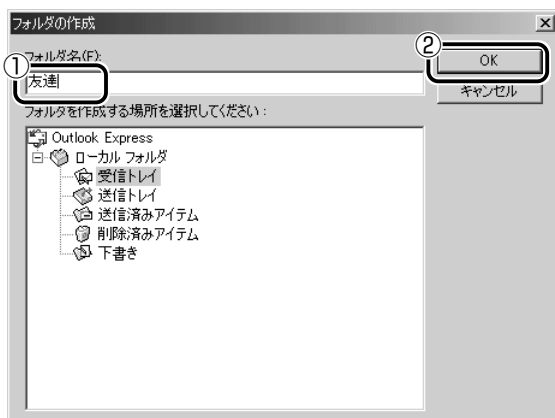 フォルダの作成
②
フォルダ名(F):
OK
①
友達
キャンセル
フォルダを作成する場所を選択してください:
Outlook Express
ローカル フォルダ
受信トレイ
送信トレイ
送信済みアイテム
削除済みアイテム
下書き